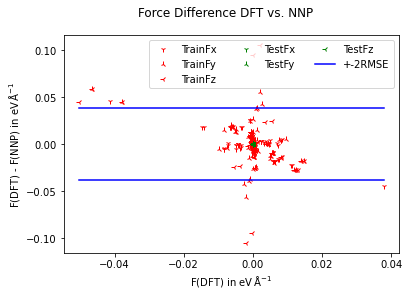 Force Difference DFT vs. NNP
TrainFx TestFx TestFz
TrainFy TestFy +-2RMSE
TrainFz
F(DFT) - F(NNP) in eV Å⁻¹
0.10
0.05
0.00
−0.05
−0.10
−0.04 −0.02 0.00 0.02 0.04
F(DFT) in eV Å⁻¹